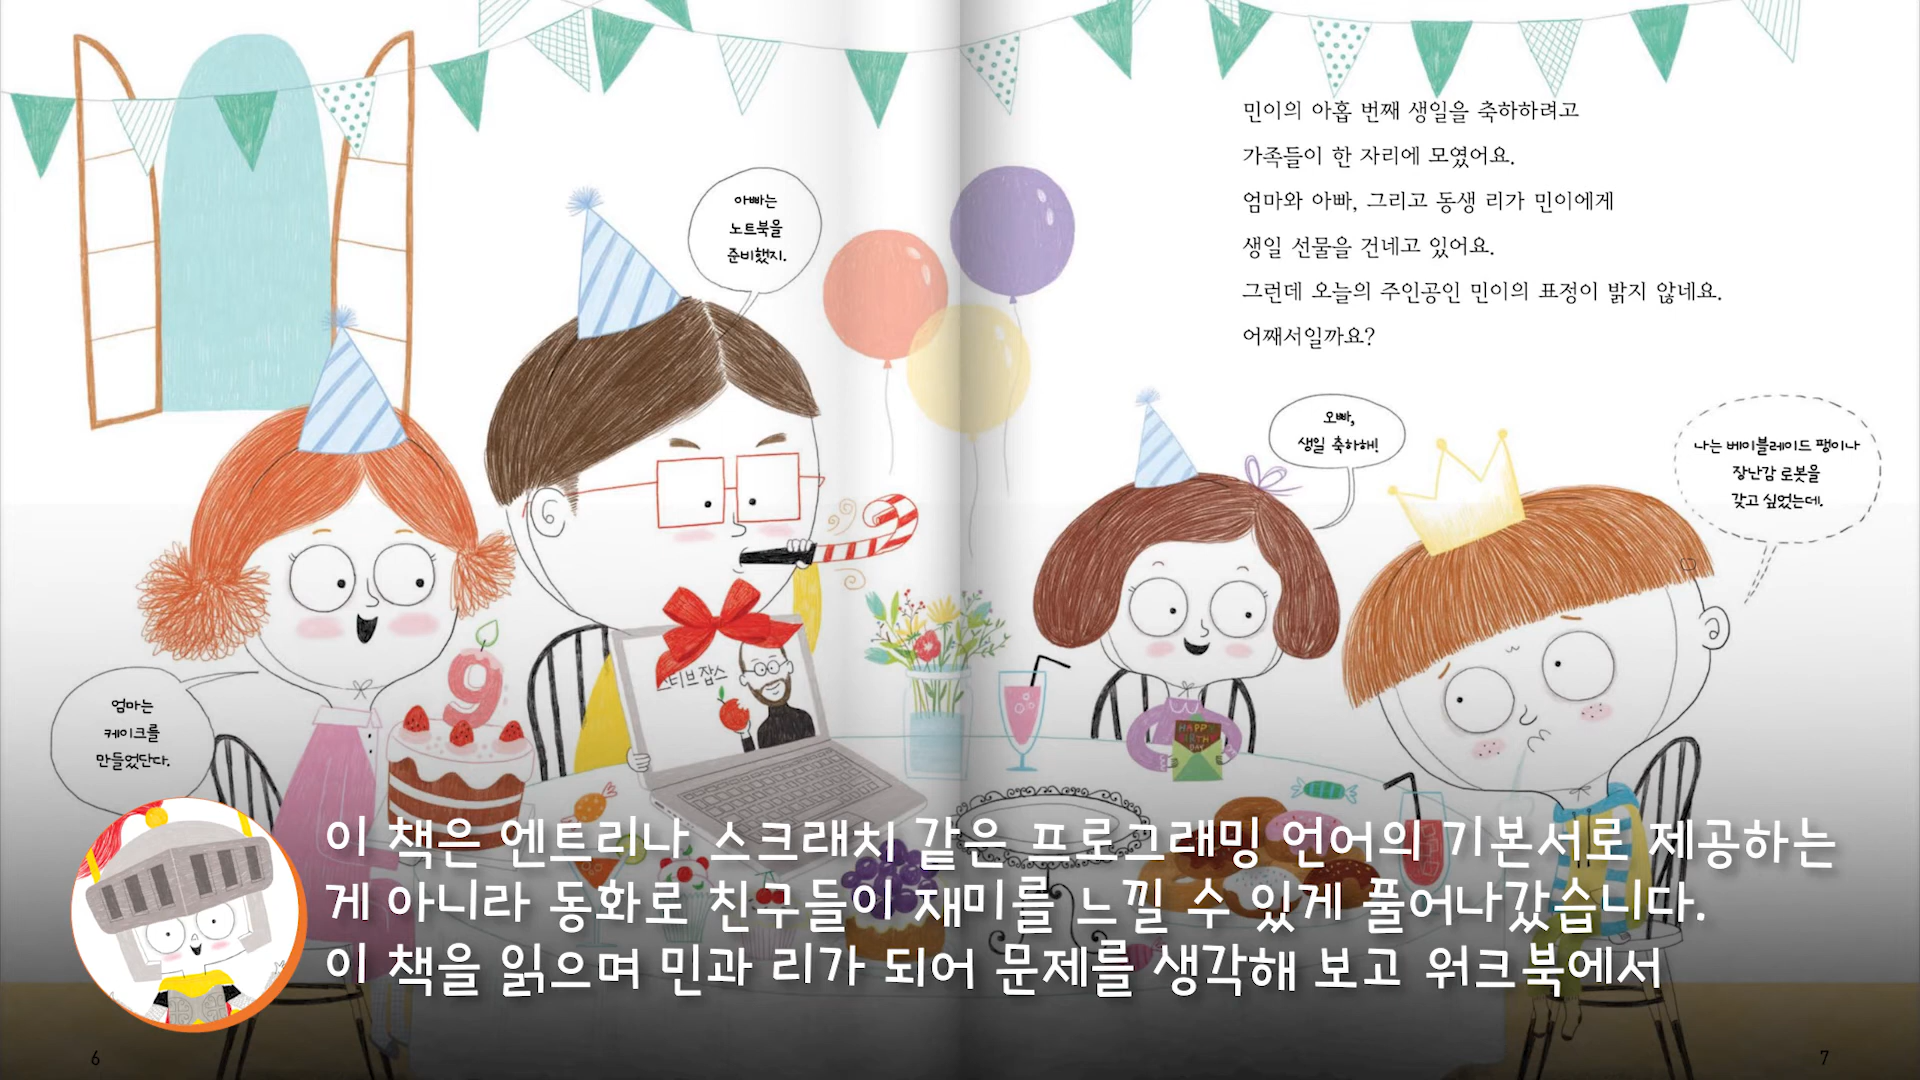 아빠는
노트북을
준비했지.
민이의 아홉 번째 생일을 축하하려고
가족들이 한 자리에 모였어요.
엄마와 아빠, 그리고 동생 리가 민이에게
생일 선물을 건네고 있어요.
그런데 오늘의 주인공인 민이의 표정이 밝지 않네요.
어째서일까요?
오빠,
생일 축하해!
나는 베이블레이드 팽이나
장난감 로봇을
갖고 싶었는데.
엄마는
케이크를
만들었단다.
9
스티브 잡스
HAPPY
BIRTH
DAY
이 책은 엔트리나 스크래치 같은 프로그래밍 언어의 기본서로 제공하는
게 아니라 동화로 친구들이 재미를 느낄 수 있게 풀어나갔습니다.
이 책을 읽으며 민과 리가 되어 문제를 생각해 보고 워크북에서
6
7